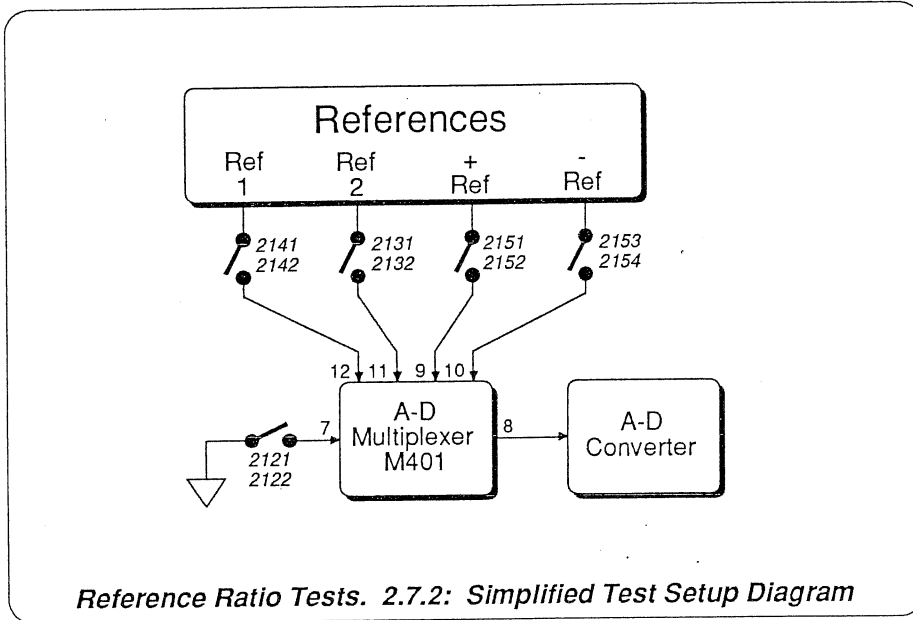 References
Ref
1
Ref
2
+
Ref
-
Ref
2141
2142
2131
2132
2151
2152
2153
2154
12 11 9 10
7
A-D
Multiplexer
M401
8
A-D
Converter
2121
2122
Reference Ratio Tests. 2.7.2: Simplified Test Setup Diagram